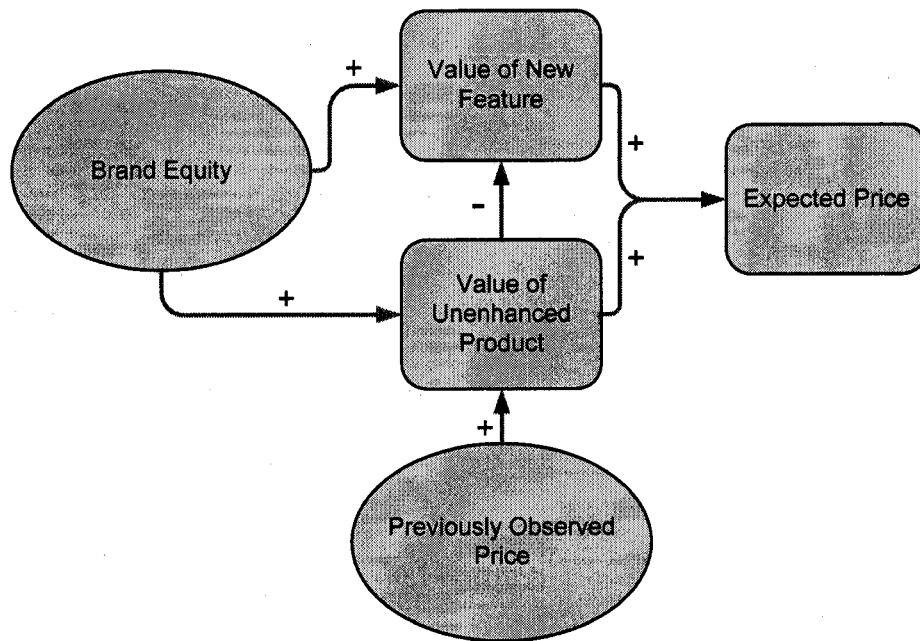 +
Value of New
Feature
+
Brand Equity
Expected Price
-
+
+
Value of
Unenhanced
Product
+
Previously Observed
Price